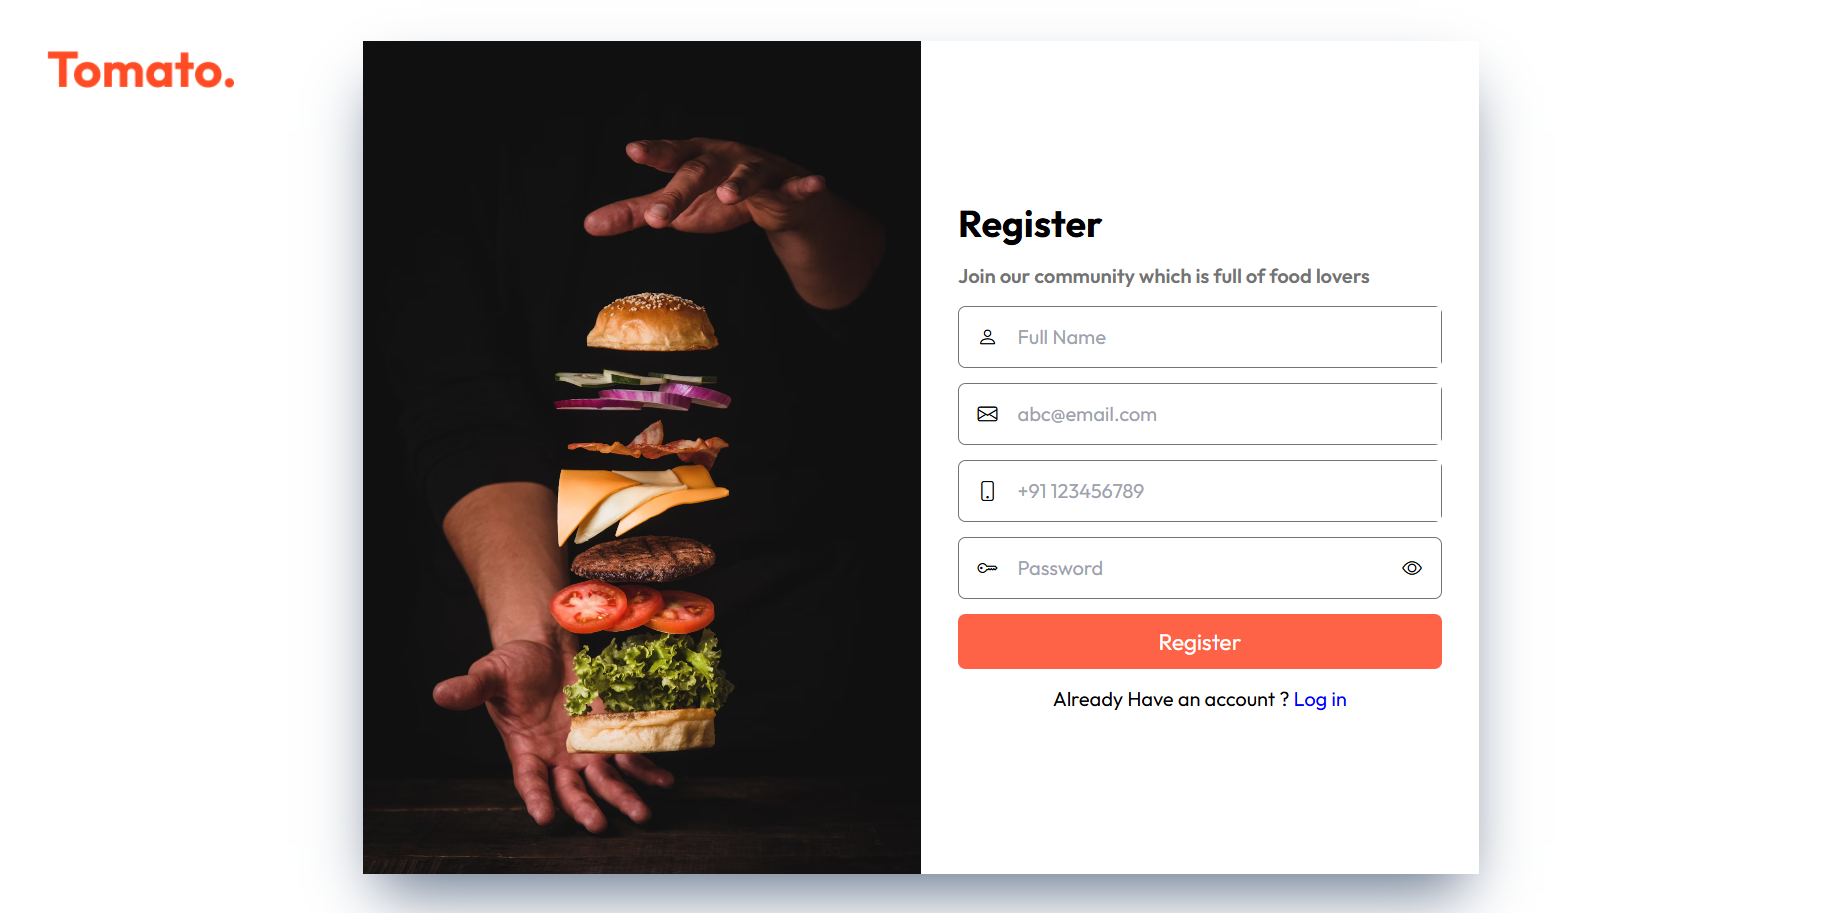 Tomato.
Register
Join our community which is full of food lovers
Full Name
abc@email.com
+91 123456789
Password
Register
Already Have an account ? Log in